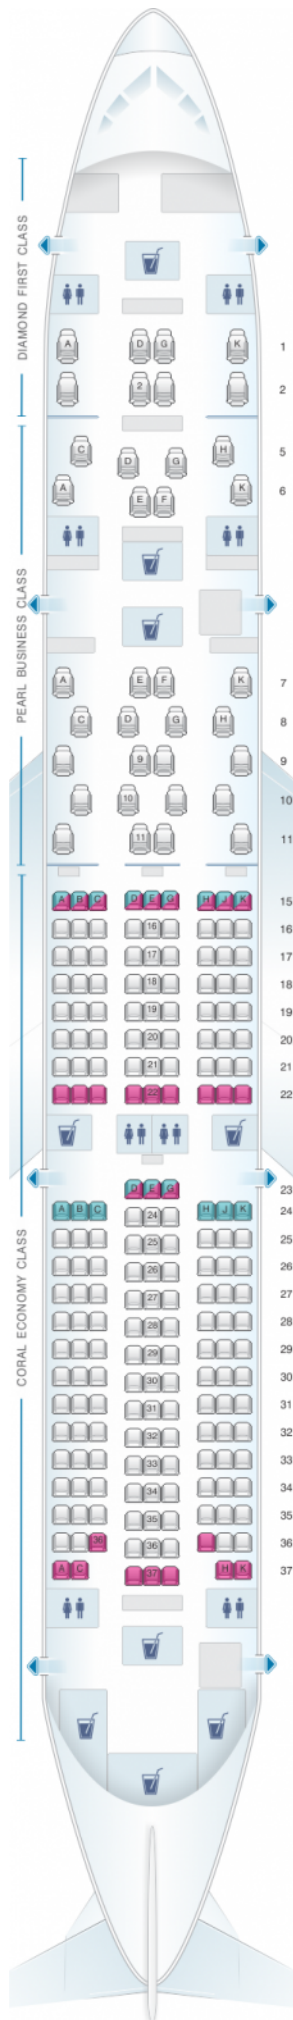 DIAMOND FIRST CLASS
A D G K 1
2 2
PEARL BUSINESS CLASS
C D G H 5
A E F K 6
A E F K 7
C D G H 8
9 9
10 10
11 11
CORAL ECONOMY CLASS
A B C D E G H J K 15
16 16
17 17
18 18
19 19
20 20
21 21
22 22
D F G 23
A B C H J K 24
24
25 25
26 26
27 27
28 28
29 29
30 30
31 31
32 32
33 33
34 34
35 35
36 36 36
A C 37 H K 37